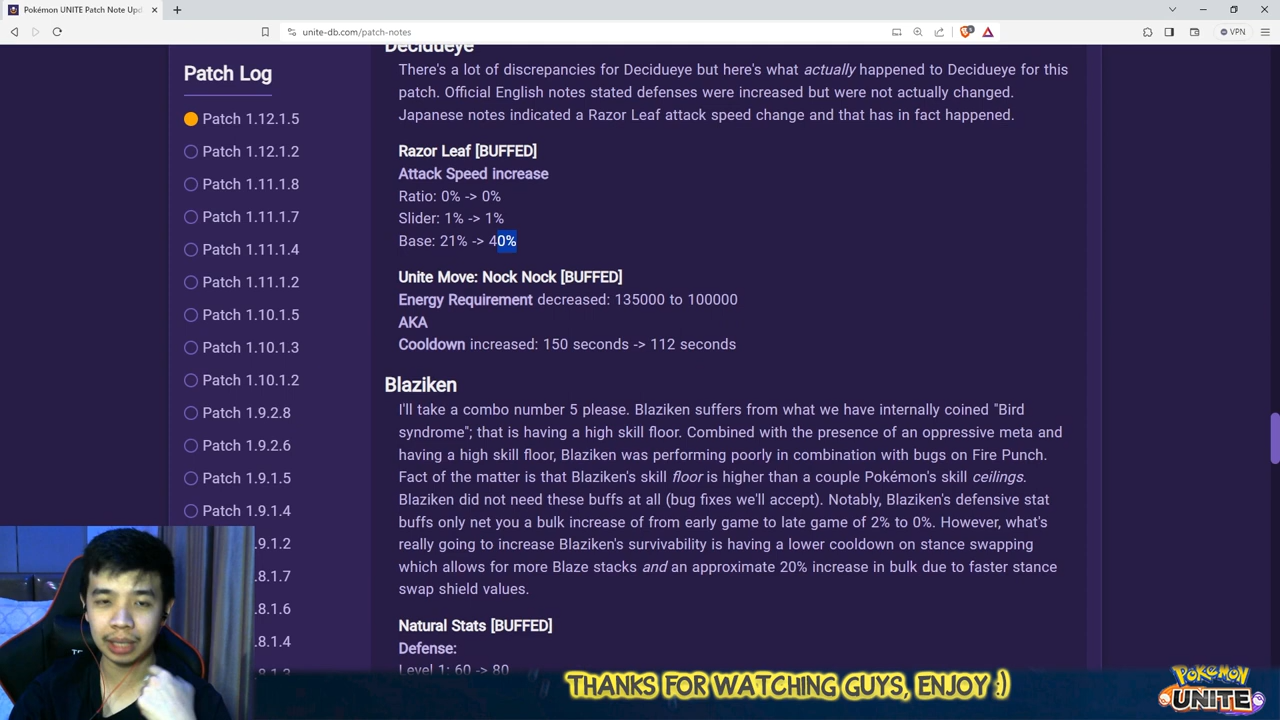 Pokémon UNITE Patch Note Upd
unite-db.com/patch-notes
VPN
Patch Log
Patch 1.12.1.5
Patch 1.12.1.2
Patch 1.11.1.8
Patch 1.11.1.7
Patch 1.11.1.4
Patch 1.11.1.2
Patch 1.10.1.5
Patch 1.10.1.3
Patch 1.10.1.2
Patch 1.9.2.8
Patch 1.9.2.6
Patch 1.9.1.5
Patch 1.9.1.4
.9.1.2
.8.1.7
.8.1.6
.8.1.4
.8.1.3
Decidueye
There's a lot of discrepancies for Decidueye but here's what actually happened to Decidueye for this
patch. Official English notes stated defenses were increased but were not actually changed.
Japanese notes indicated a Razor Leaf attack speed change and that has in fact happened.
Razor Leaf [BUFFED]
Attack Speed increase
Ratio: 0% -> 0%
Slider: 1% -> 1%
Base: 21% -> 40%
Unite Move: Nock Nock [BUFFED]
Energy Requirement decreased: 135000 to 100000
AKA
Cooldown increased: 150 seconds -> 112 seconds
Blaziken
I'll take a combo number 5 please. Blaziken suffers from what we have internally coined "Bird
syndrome"; that is having a high skill floor. Combined with the presence of an oppressive meta and
having a high skill floor, Blaziken was performing poorly in combination with bugs on Fire Punch.
Fact of the matter is that Blaziken's skill floor is higher than a couple Pokémon's skill ceilings.
Blaziken did not need these buffs at all (bug fixes we'll accept). Notably, Blaziken's defensive stat
buffs only net you a bulk increase of from early game to late game of 2% to 0%. However, what's
really going to increase Blaziken's survivability is having a lower cooldown on stance swapping
which allows for more Blaze stacks and an approximate 20% increase in bulk due to faster stance
swap shield values.
Natural Stats [BUFFED]
Defense:
Level 1: 60 -> 80
THANKS FOR WATCHING GUYS, ENJOY :)
POKÉMON
UNITE